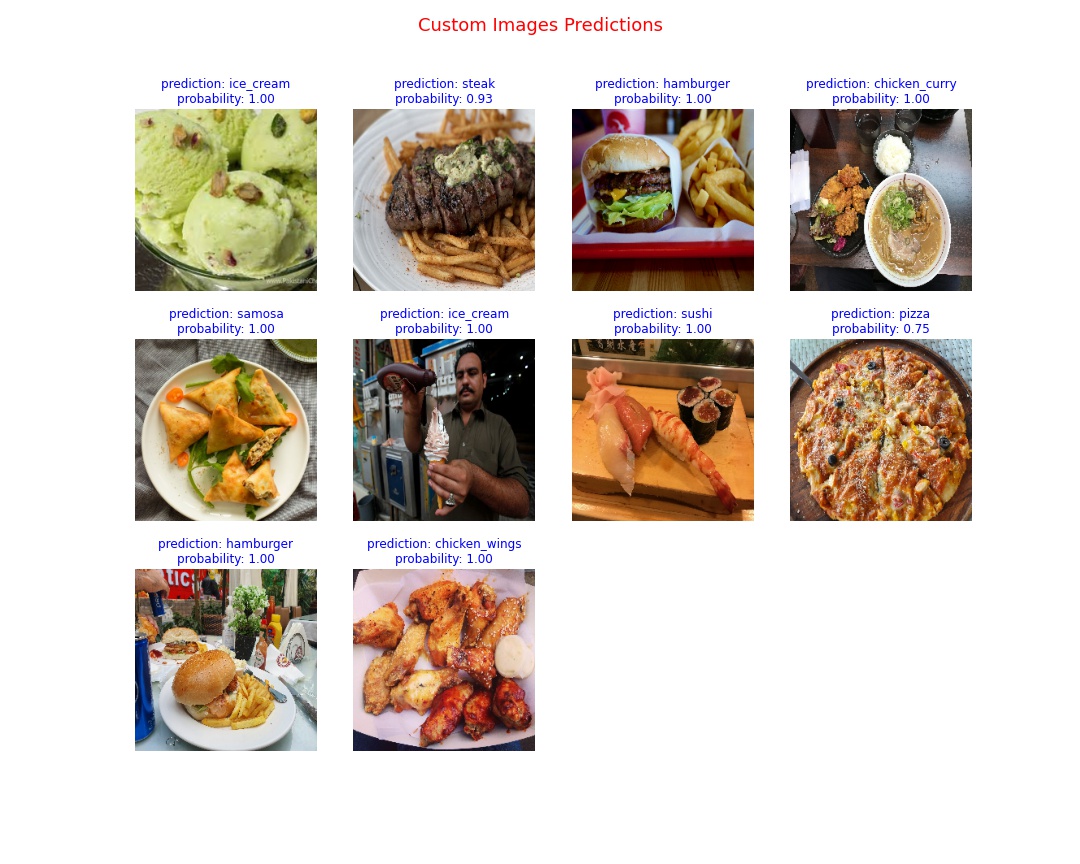 Custom Images Predictions
prediction: ice_cream
probability: 1.00
prediction: steak
probability: 0.93
prediction: hamburger
probability: 1.00
prediction: chicken_curry
probability: 1.00
prediction: samosa
probability: 1.00
prediction: ice_cream
probability: 1.00
prediction: sushi
probability: 1.00
prediction: pizza
probability: 0.75
prediction: hamburger
probability: 1.00
prediction: chicken_wings
probability: 1.00